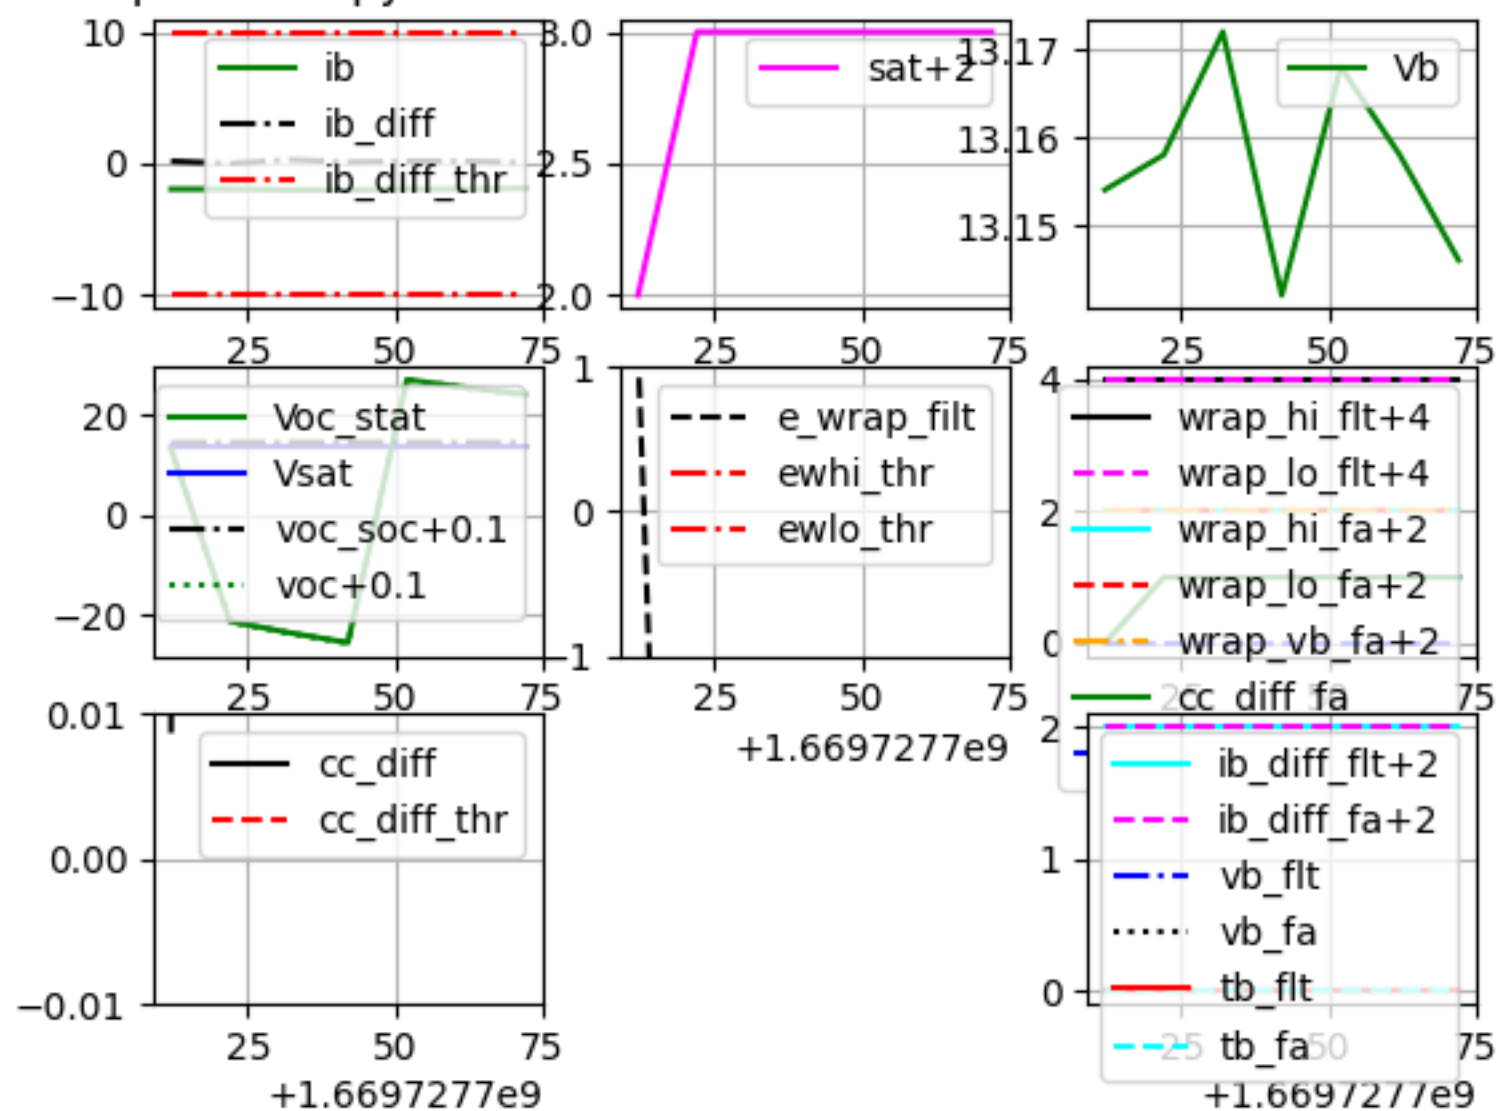 10
0
−10
25
50
75
ib
ib_diff
ib_diff_thr
3.0
2.5
2.0
25
50
75
sat+2
13.17
13.16
13.15
25
50
75
Vb
20
0
−20
25
50
75
Voc_stat
Vsat
voc_soc+0.1
voc+0.1
1
0
−1
25
50
75
+1.6697277e9
e_wrap_filt
ewhi_thr
ewlo_thr
4
2
0
25
75
wrap_hi_flt+4
wrap_lo_flt+4
wrap_hi_fa+2
wrap_lo_fa+2
wrap_vb_fa+2
cc_diff_fa
0.01
0.00
−0.01
25
50
75
+1.6697277e9
cc_diff
cc_diff_thr
2
1
0
25
50
75
+1.6697277e9
ib_diff_flt+2
ib_diff_fa+2
vb_flt
vb_fa
tb_flt
tb_fa